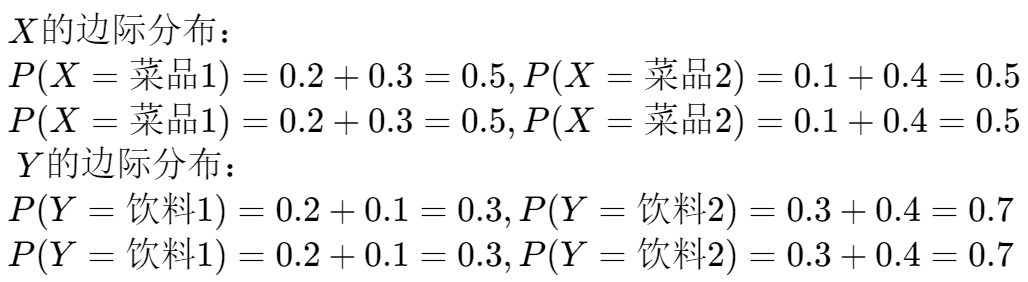 X的边际分布：
P(X = 菜品1) = 0.2 + 0.3 = 0.5, P(X = 菜品2) = 0.1 + 0.4 = 0.5
P(X = 菜品1) = 0.2 + 0.3 = 0.5, P(X = 菜品2) = 0.1 + 0.4 = 0.5
Y的边际分布：
P(Y = 饮料1) = 0.2 + 0.1 = 0.3, P(Y = 饮料2) = 0.3 + 0.4 = 0.7
P(Y = 饮料1) = 0.2 + 0.1 = 0.3, P(Y = 饮料2) = 0.3 + 0.4 = 0.7